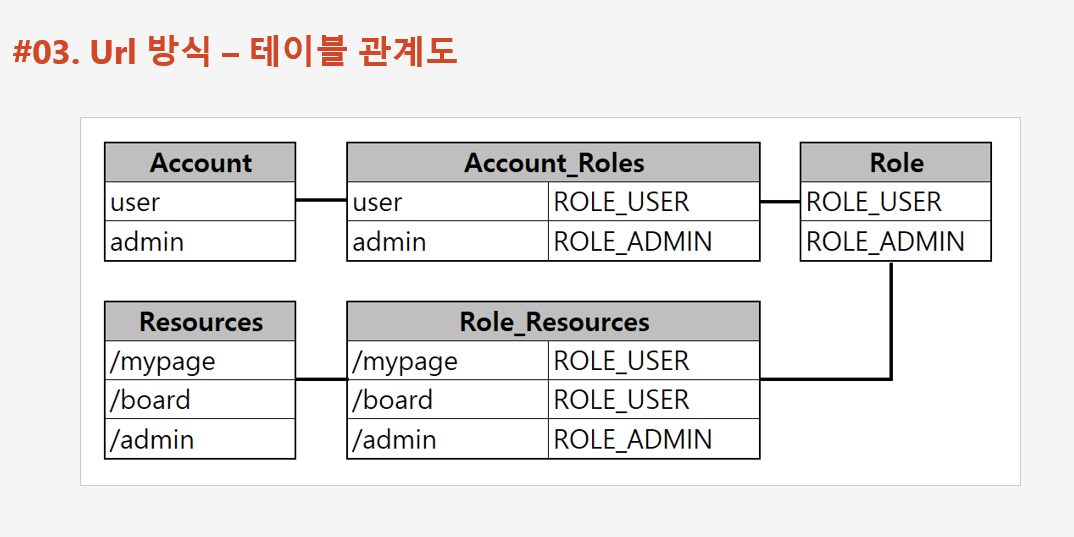 #03. Url 방식 – 테이블 관계도
Account
user
admin
Account_Roles
user ROLE_USER
admin ROLE_ADMIN
Role
ROLE_USER
ROLE_ADMIN
Resources
/mypage
/board
/admin
Role_Resources
/mypage ROLE_USER
/board ROLE_USER
/admin ROLE_ADMIN